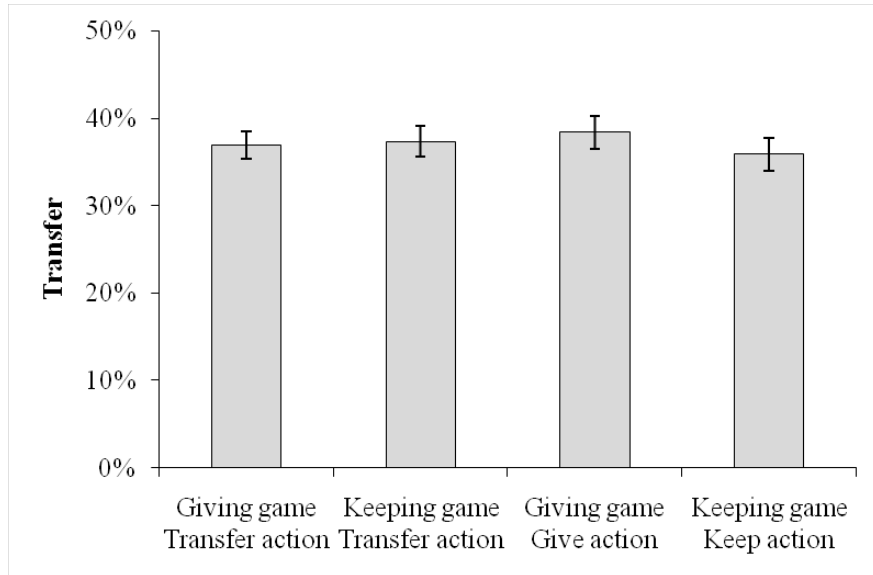 50%
40%
30%
20%
10%
0%
Transfer
Giving game
Transfer action
Keeping game
Transfer action
Giving game
Give action
Keeping game
Keep action